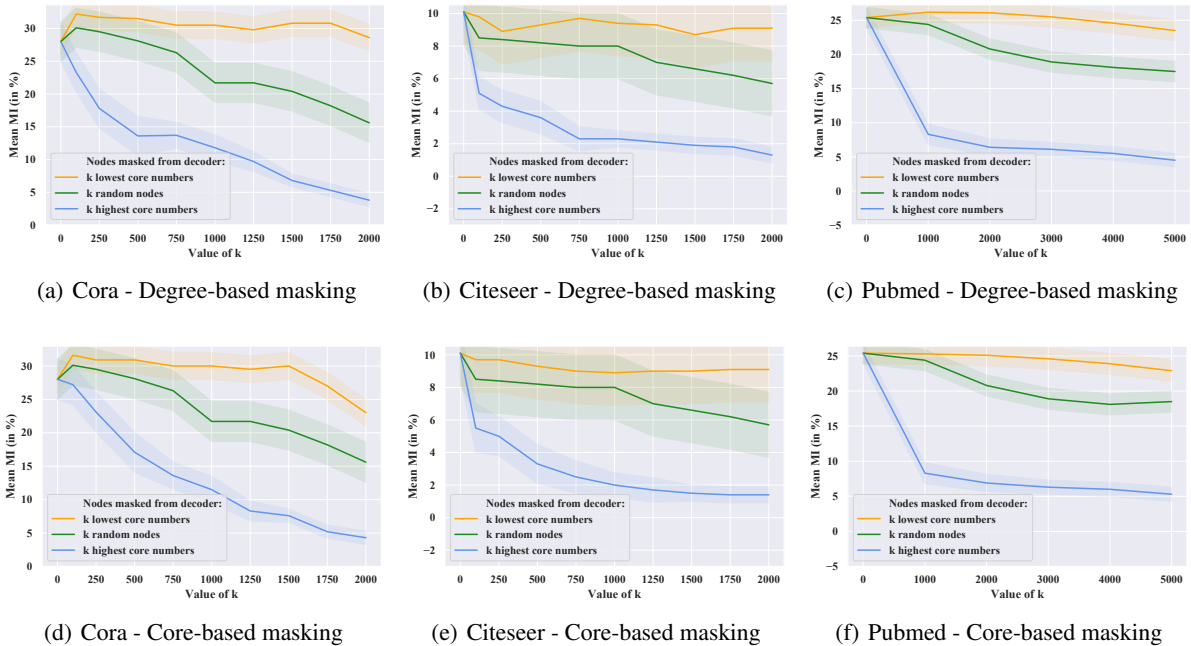 Mean MI (in %)
30
25
20
15
10
5
0
Nodes masked from decoder:
k lowest core numbers
k random nodes
k highest core numbers
0 250 500 750 1000 1250 1500 1750 2000
Value of k
(a) Cora - Degree-based masking
Mean MI (in %)
10
8
6
4
2
0
−2
Nodes masked from decoder:
k lowest core numbers
k random nodes
k highest core numbers
0 250 500 750 1000 1250 1500 1750 2000
Value of k
(b) Citeseer - Degree-based masking
Mean MI (in %)
25
20
15
10
5
0
−5
Nodes masked from decoder:
k lowest core numbers
k random nodes
k highest core numbers
0 1000 2000 3000 4000 5000
Value of k
(c) Pubmed - Degree-based masking
Mean MI (in %)
30
25
20
15
10
5
0
Nodes masked from decoder:
k lowest core numbers
k random nodes
k highest core numbers
0 250 500 750 1000 1250 1500 1750 2000
Value of k
(d) Cora - Core-based masking
Mean MI (in %)
10
8
6
4
2
0
−2
Nodes masked from decoder:
k lowest core numbers
k random nodes
k highest core numbers
0 250 500 750 1000 1250 1500 1750 2000
Value of k
(e) Citeseer - Core-based masking
Mean MI (in %)
25
20
15
10
5
0
−5
Nodes masked from decoder:
k lowest core numbers
k random nodes
k highest core numbers
0 1000 2000 3000 4000 5000
Value of k
(f) Pubmed - Core-based masking